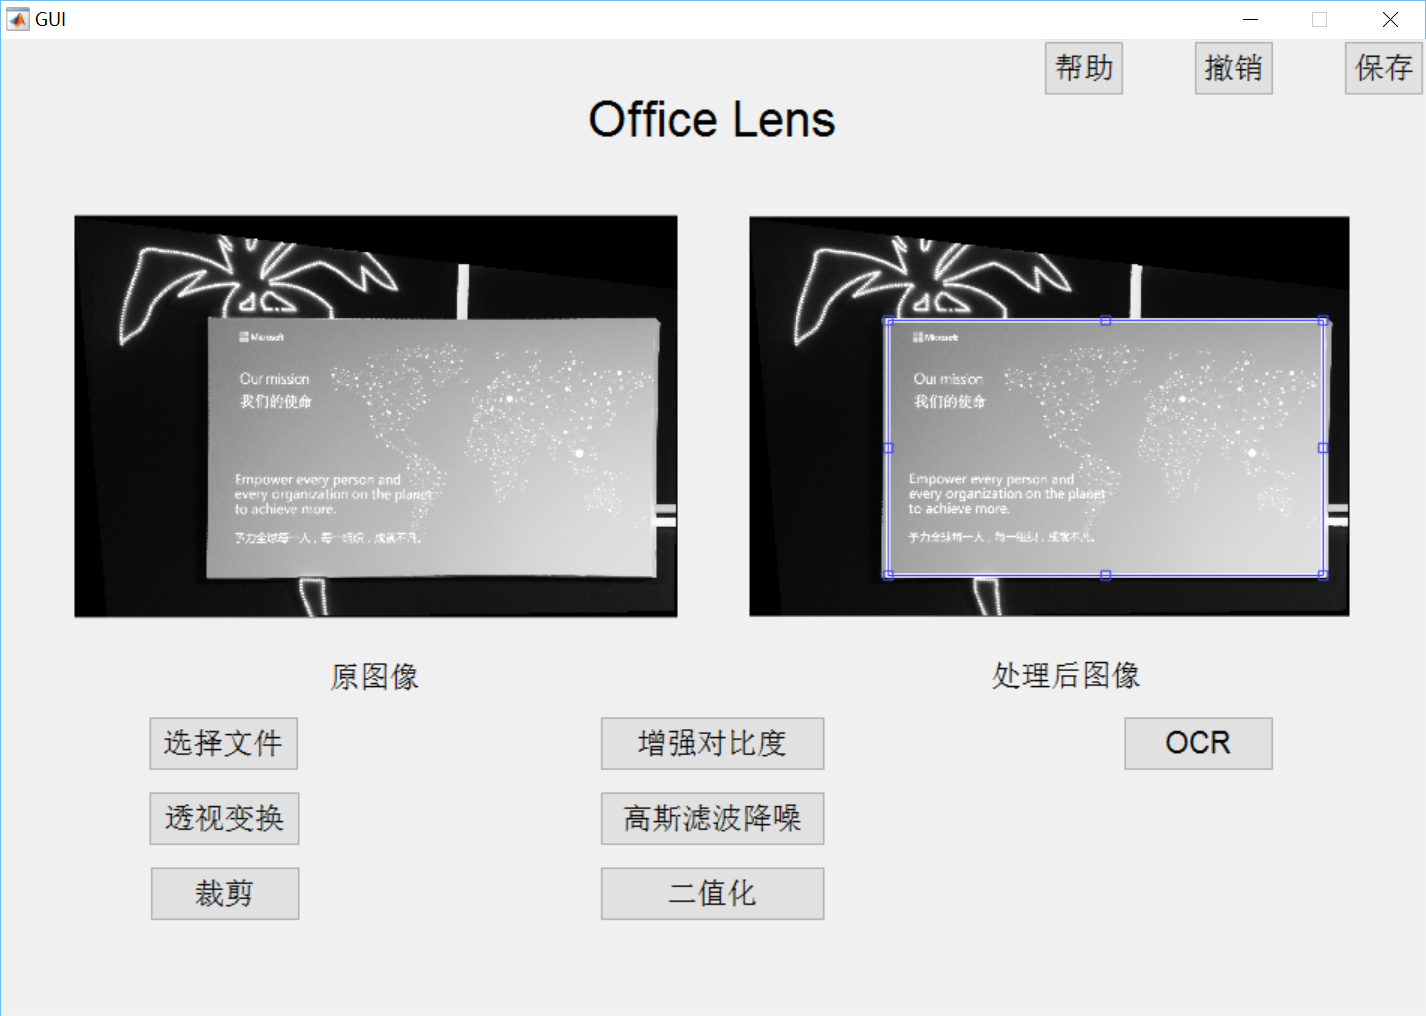 GUI
帮助
撤销
保存
Office Lens
Microsoft
Our mission
我们的使命
Empower every person and
every organization on the planet
to achieve more.
予力全球每一人，每一组织，成就不凡。
Microsoft
Our mission
我们的使命
Empower every person and
every organization on the planet
to achieve more.
予力全球每一人，每一组织，成就不凡。
原图像
处理后图像
选择文件
增强对比度
OCR
透视变换
高斯滤波降噪
裁剪
二值化